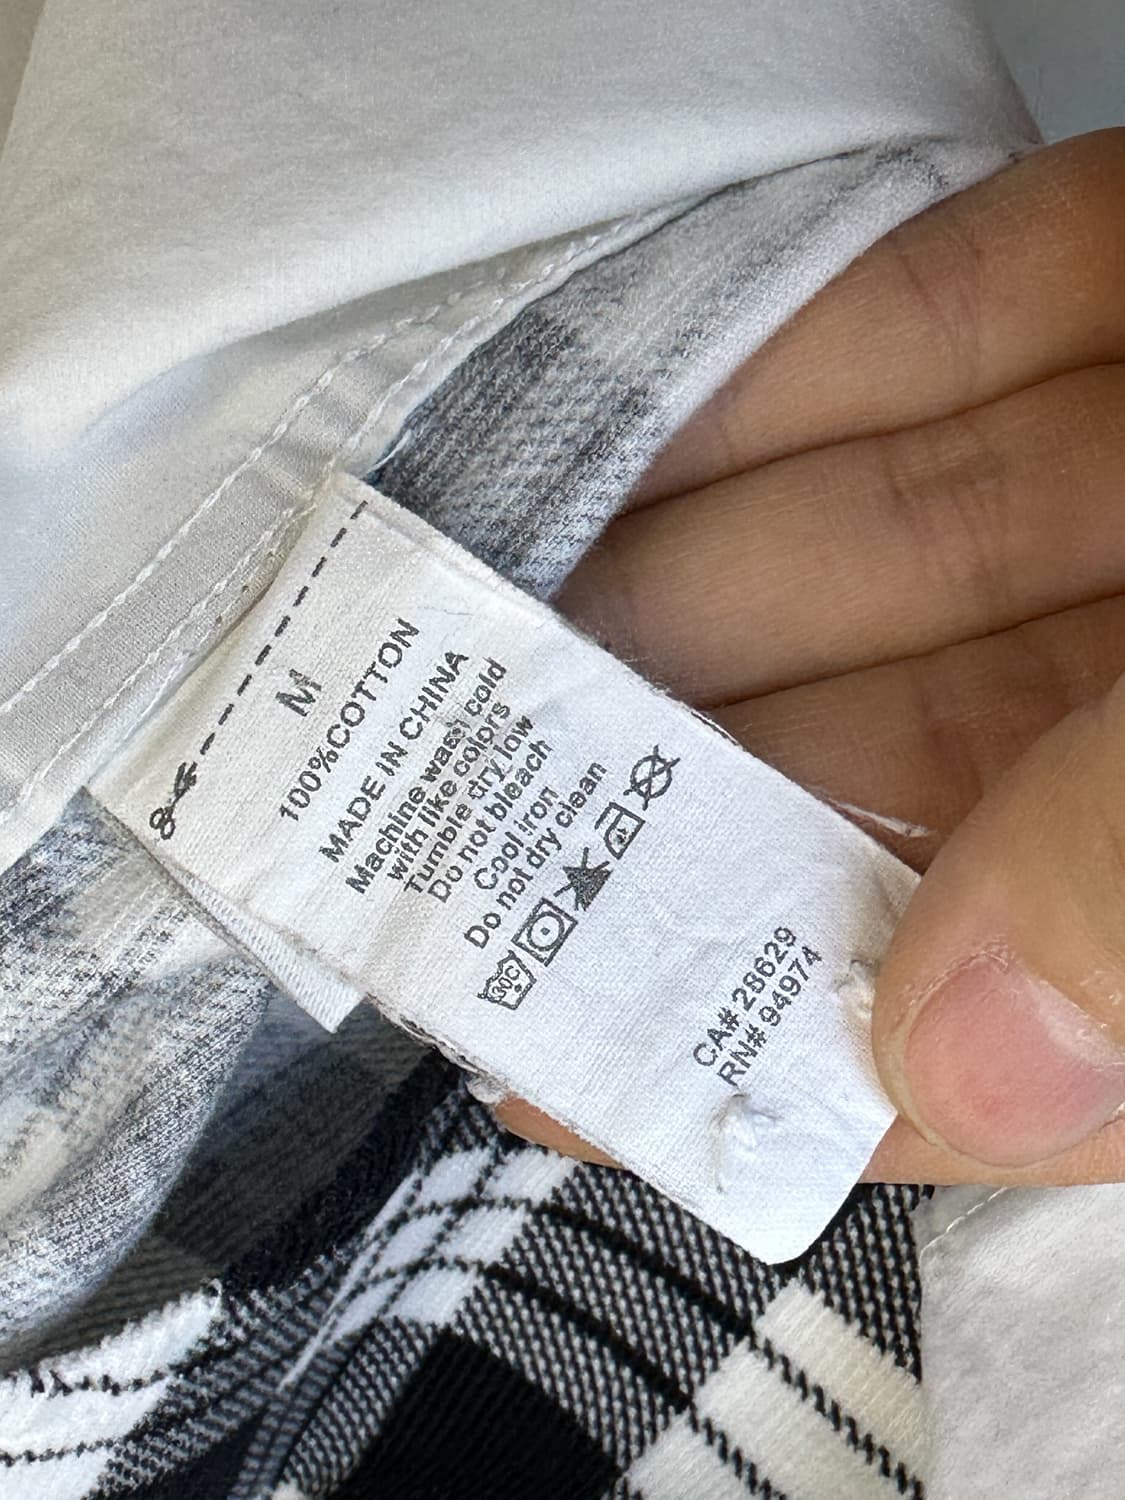 M
100%COTTON
MADE IN CHINA
Machine wash cold
with like colors
Tumble dry low
Do not bleach
Cool Iron
Do not dry clean
30C
CA# 28629
RN# 94974